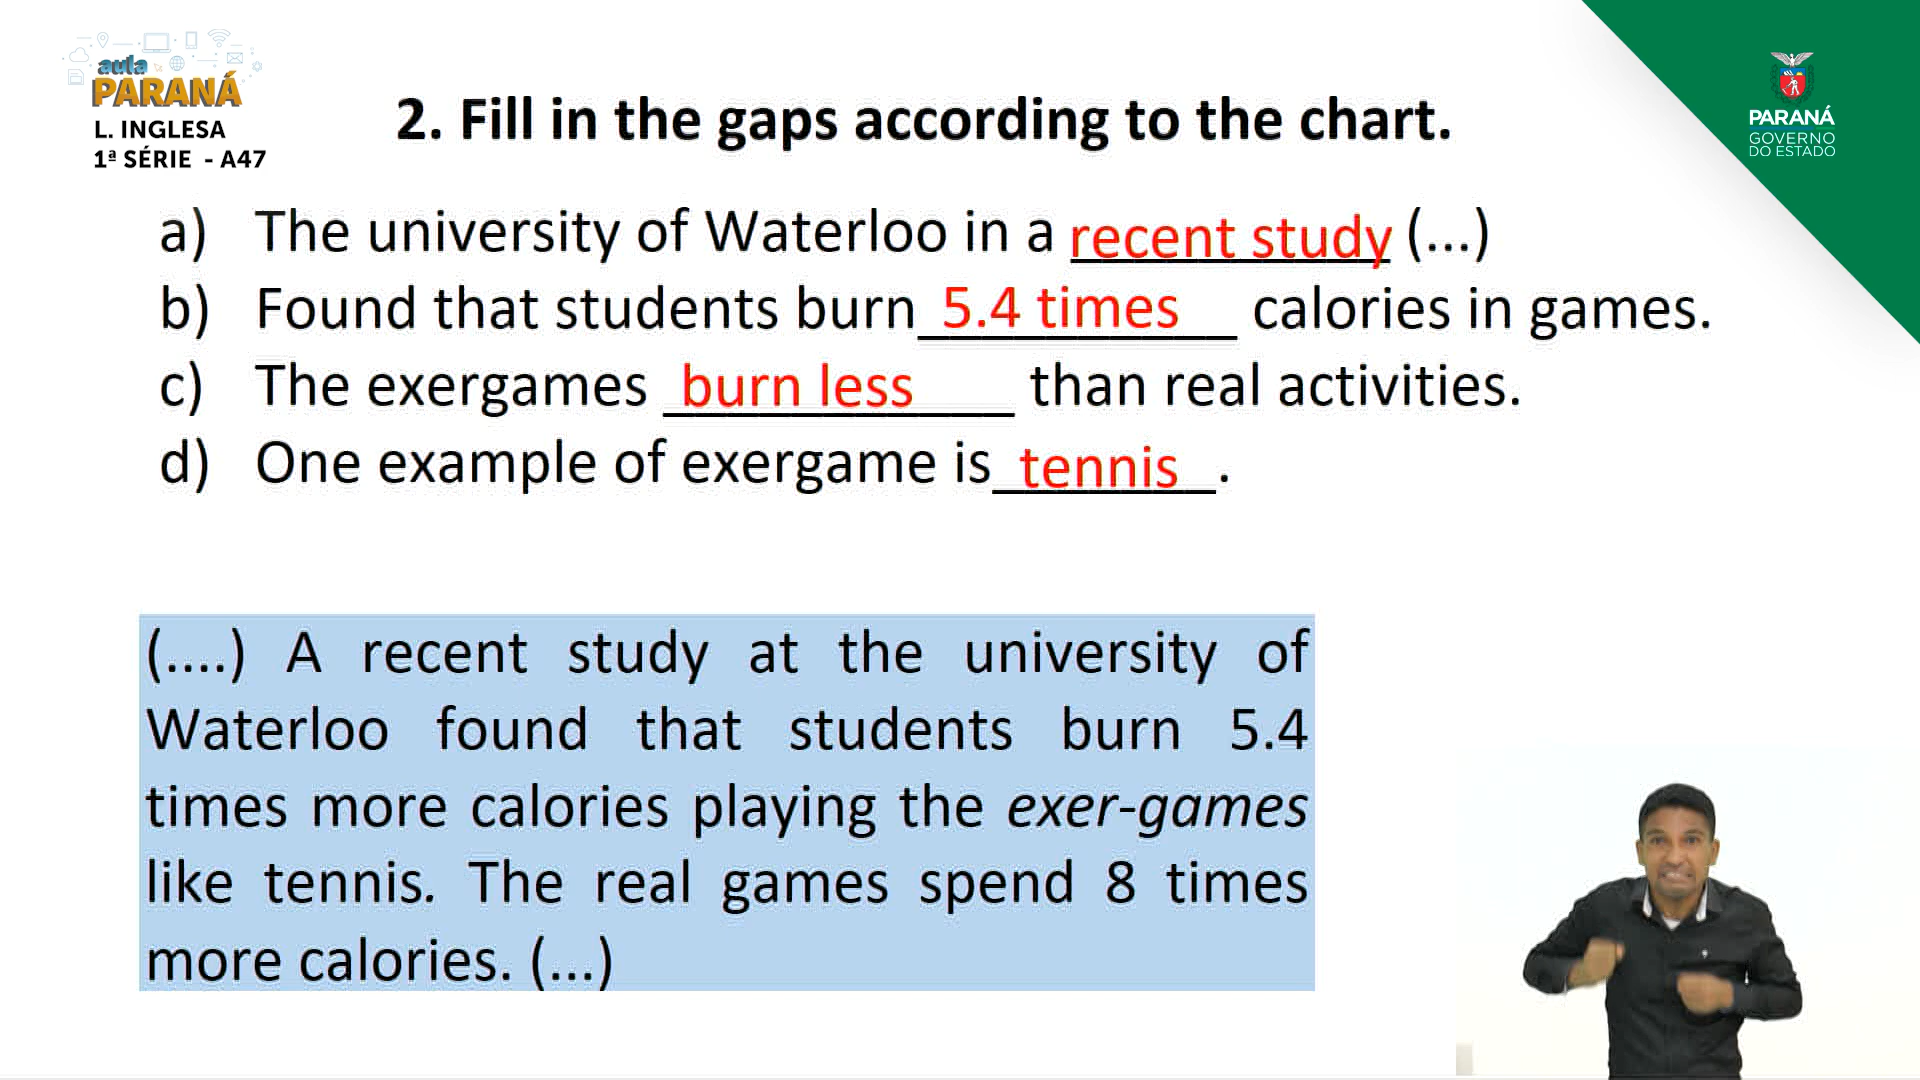 aula
PARANÁ
L. INGLESA
1ª SÉRIE - A47
2. Fill in the gaps according to the chart.
PARANÁ
GOVERNO
DO ESTADO
a) The university of Waterloo in a recent study (...)
b) Found that students burn 5.4 times calories in games.
c) The exergames burn less than real activities.
d) One example of exergame is tennis.
(....) A recent study at the university of
Waterloo found that students burn 5.4
times more calories playing the exer-games
like tennis. The real games spend 8 times
more calories. (...)